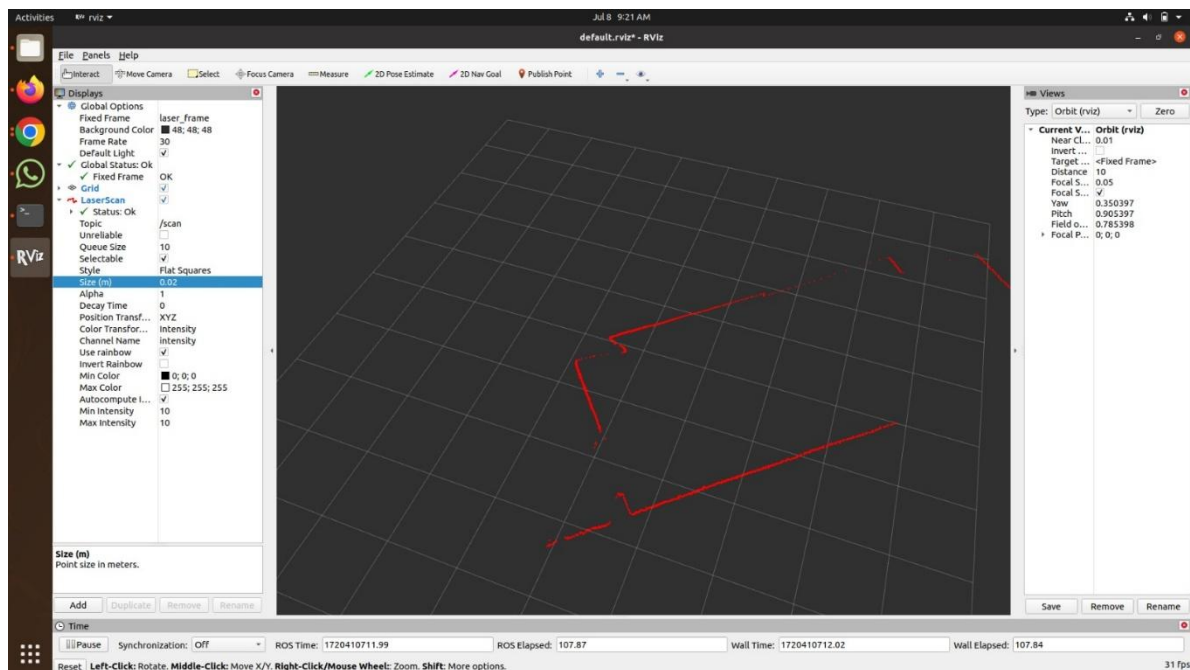 Activities
rviz
Jul 8 9:21 AM
default.rviz* - RViz
File Panels Help
Interact Move Camera Select Focus Camera Measure 2D Pose Estimate 2D Nav Goal Publish Point
Displays
Global Options
Fixed Frame laser_frame
Background Color 48; 48; 48
Frame Rate 30
Default Light
Global Status: Ok
Fixed Frame OK
Grid
LaserScan
Status: Ok
Topic /scan
Unreliable
Queue Size 10
Selectable
Style Flat Squares
Size (m) 0.02
Alpha 1
Decay Time 0
Position Transf... XYZ
Color Transfor... Intensity
Channel Name intensity
Use rainbow
Invert Rainbow
Min Color 0; 0; 0
Max Color 255; 255; 255
Autocompute I...
Min Intensity 10
Max Intensity 10
Size (m)
Point size in meters.
Add Duplicate Remove Rename
Views
Type: Orbit (rviz) Zero
Current V... Orbit (rviz)
Near Cl... 0.01
Invert ...
Target ... <Fixed Frame>
Distance 10
Focal S... 0.05
Focal S...
Yaw 0.350397
Pitch 0.905397
Field o... 0.785398
Focal P... 0; 0; 0
Save Remove Rename
RViz
Time
Pause Synchronization: Off ROS Time: 1720410711.99 ROS Elapsed: 107.87 Wall Time: 1720410712.02 Wall Elapsed: 107.84
Reset Left-Click: Rotate. Middle-Click: Move X/Y. Right-Click/Mouse Wheel: Zoom. Shift: More options. 31 fps